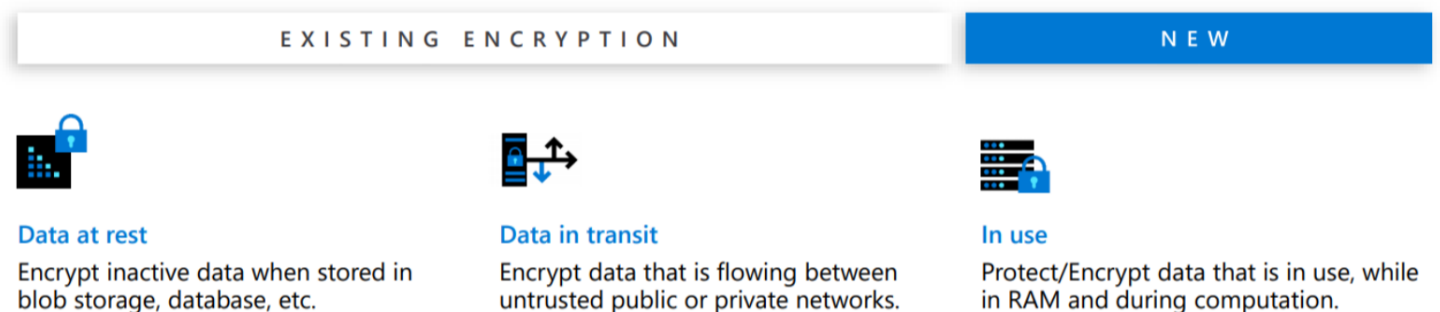 EXISTING ENCRYPTION
NEW
Data at rest
Encrypt inactive data when stored in
blob storage, database, etc.
Data in transit
Encrypt data that is flowing between
untrusted public or private networks.
In use
Protect/Encrypt data that is in use, while
in RAM and during computation.